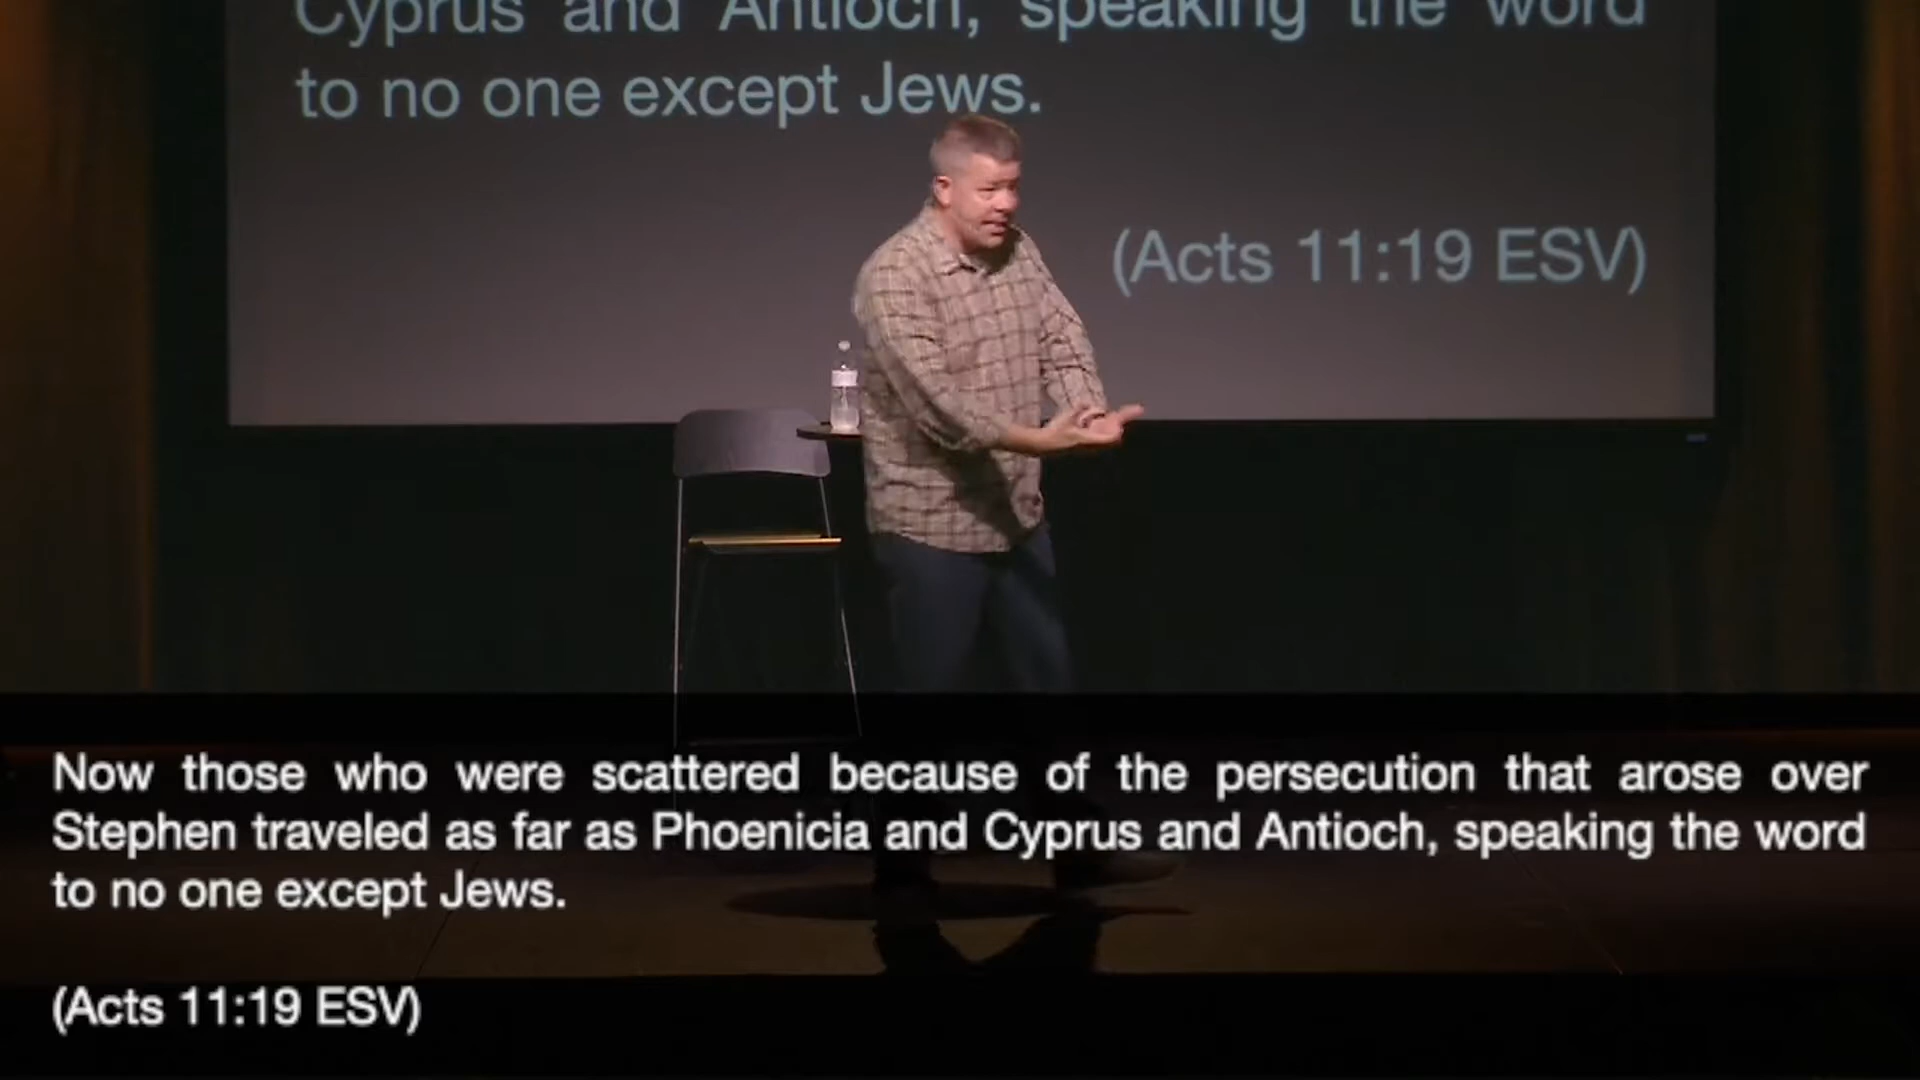 Cyprus and Antioch, speaking the word
to no one except Jews.
(Acts 11:19 ESV)
Now those who were scattered because of the persecution that arose over
Stephen traveled as far as Phoenicia and Cyprus and Antioch, speaking the word
to no one except Jews.
(Acts 11:19 ESV)